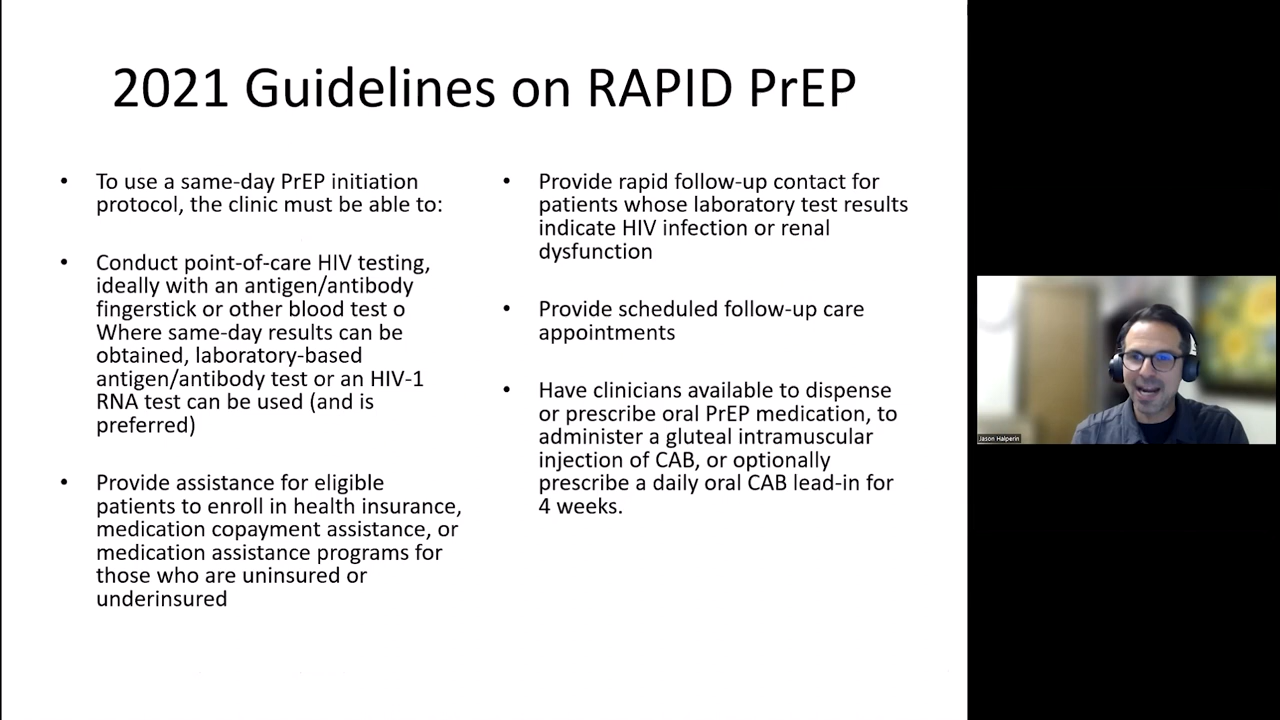 2021 Guidelines on RAPID PrEP
• To use a same-day PrEP initiation
protocol, the clinic must be able to:
• Conduct point-of-care HIV testing,
ideally with an antigen/antibody
fingerstick or other blood test o
Where same-day results can be
obtained, laboratory-based
antigen/antibody test or an HIV-1
RNA test can be used (and is
preferred)
• Provide assistance for eligible
patients to enroll in health insurance,
medication copayment assistance, or
medication assistance programs for
those who are uninsured or
underinsured
• Provide rapid follow-up contact for
patients whose laboratory test results
indicate HIV infection or renal
dysfunction
• Provide scheduled follow-up care
appointments
• Have clinicians available to dispense
or prescribe oral PrEP medication, to
administer a gluteal intramuscular
injection of CAB, or optionally
prescribe a daily oral CAB lead-in for
4 weeks.
Jason Halperin